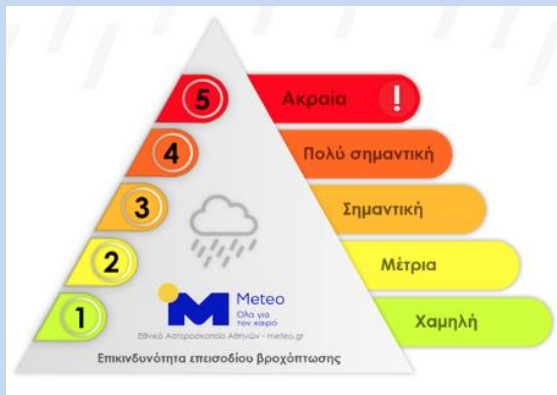 5 Ακραία !
4 Πολύ σημαντική
3 Σημαντική
2 Μέτρια
1 Χαμηλή
Meteo
Όλα για
τον καιρό
Εθνικό Αστεροσκοπείο Αθηνών - meteo.gr
Επικινδυνότητα επεισοδίου βροχόπτωσης